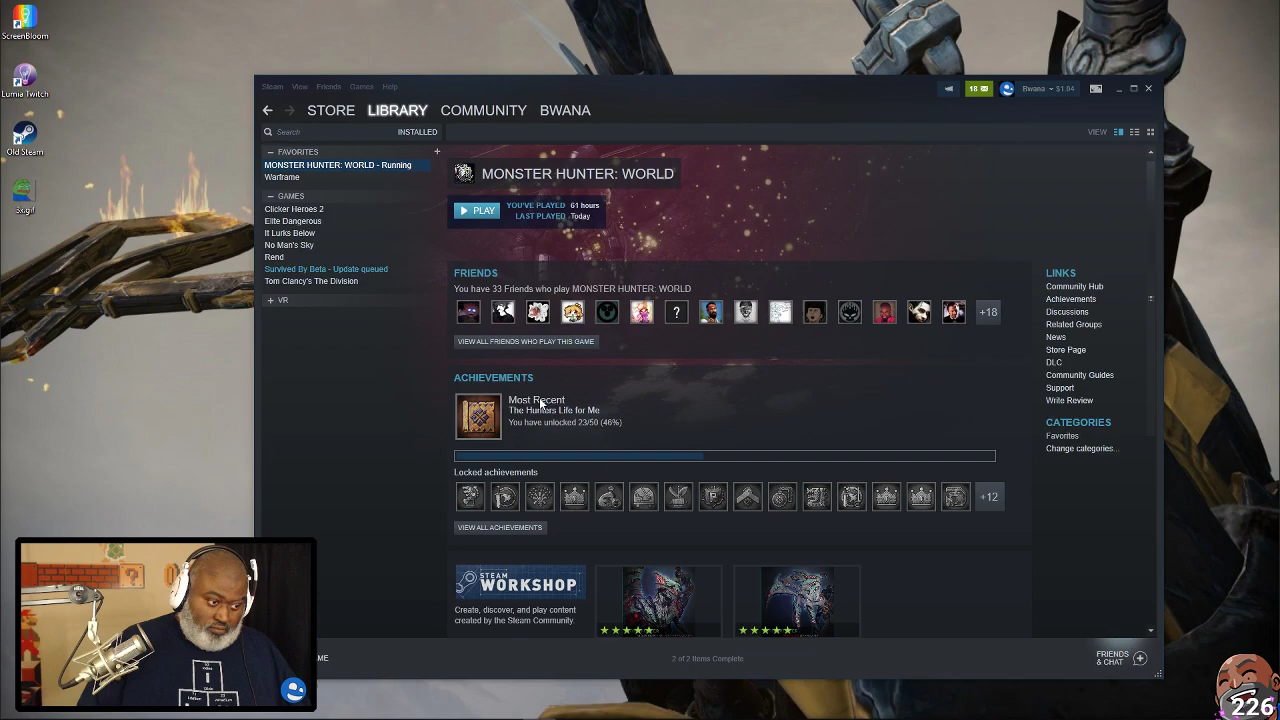 ScreenBloom
Lumia Twitch
Old Steam
5x.gif
Steam View Friends Games Help
18
Bwana
$1.04
STORE LIBRARY COMMUNITY BWANA
Search
INSTALLED
VIEW
FAVORITES
MONSTER HUNTER: WORLD - Running
Warframe
GAMES
Clicker Heroes 2
Elite Dangerous
It Lurks Below
No Man's Sky
Rend
Survived By Beta - Update queued
Tom Clancy's The Division
VR
MONSTER HUNTER: WORLD
PLAY
YOU'VE PLAYED 61 hours
LAST PLAYED Today
FRIENDS
You have 33 Friends who play MONSTER HUNTER: WORLD
?
+18
VIEW ALL FRIENDS WHO PLAY THIS GAME
ACHIEVEMENTS
Most Recent
The Hunter's Life for Me
You have unlocked 23/50 (46%)
Locked achievements
+12
VIEW ALL ACHIEVEMENTS
STEAM
WORKSHOP
Create, discover, and play content
created by the Steam Community.
LINKS
Community Hub
Achievements
Discussions
Related Groups
News
Store Page
DLC
Community Guides
Support
Write Review
CATEGORIES
Favorites
Change categories...
2 of 2 Items Complete
FRIENDS
& CHAT
226